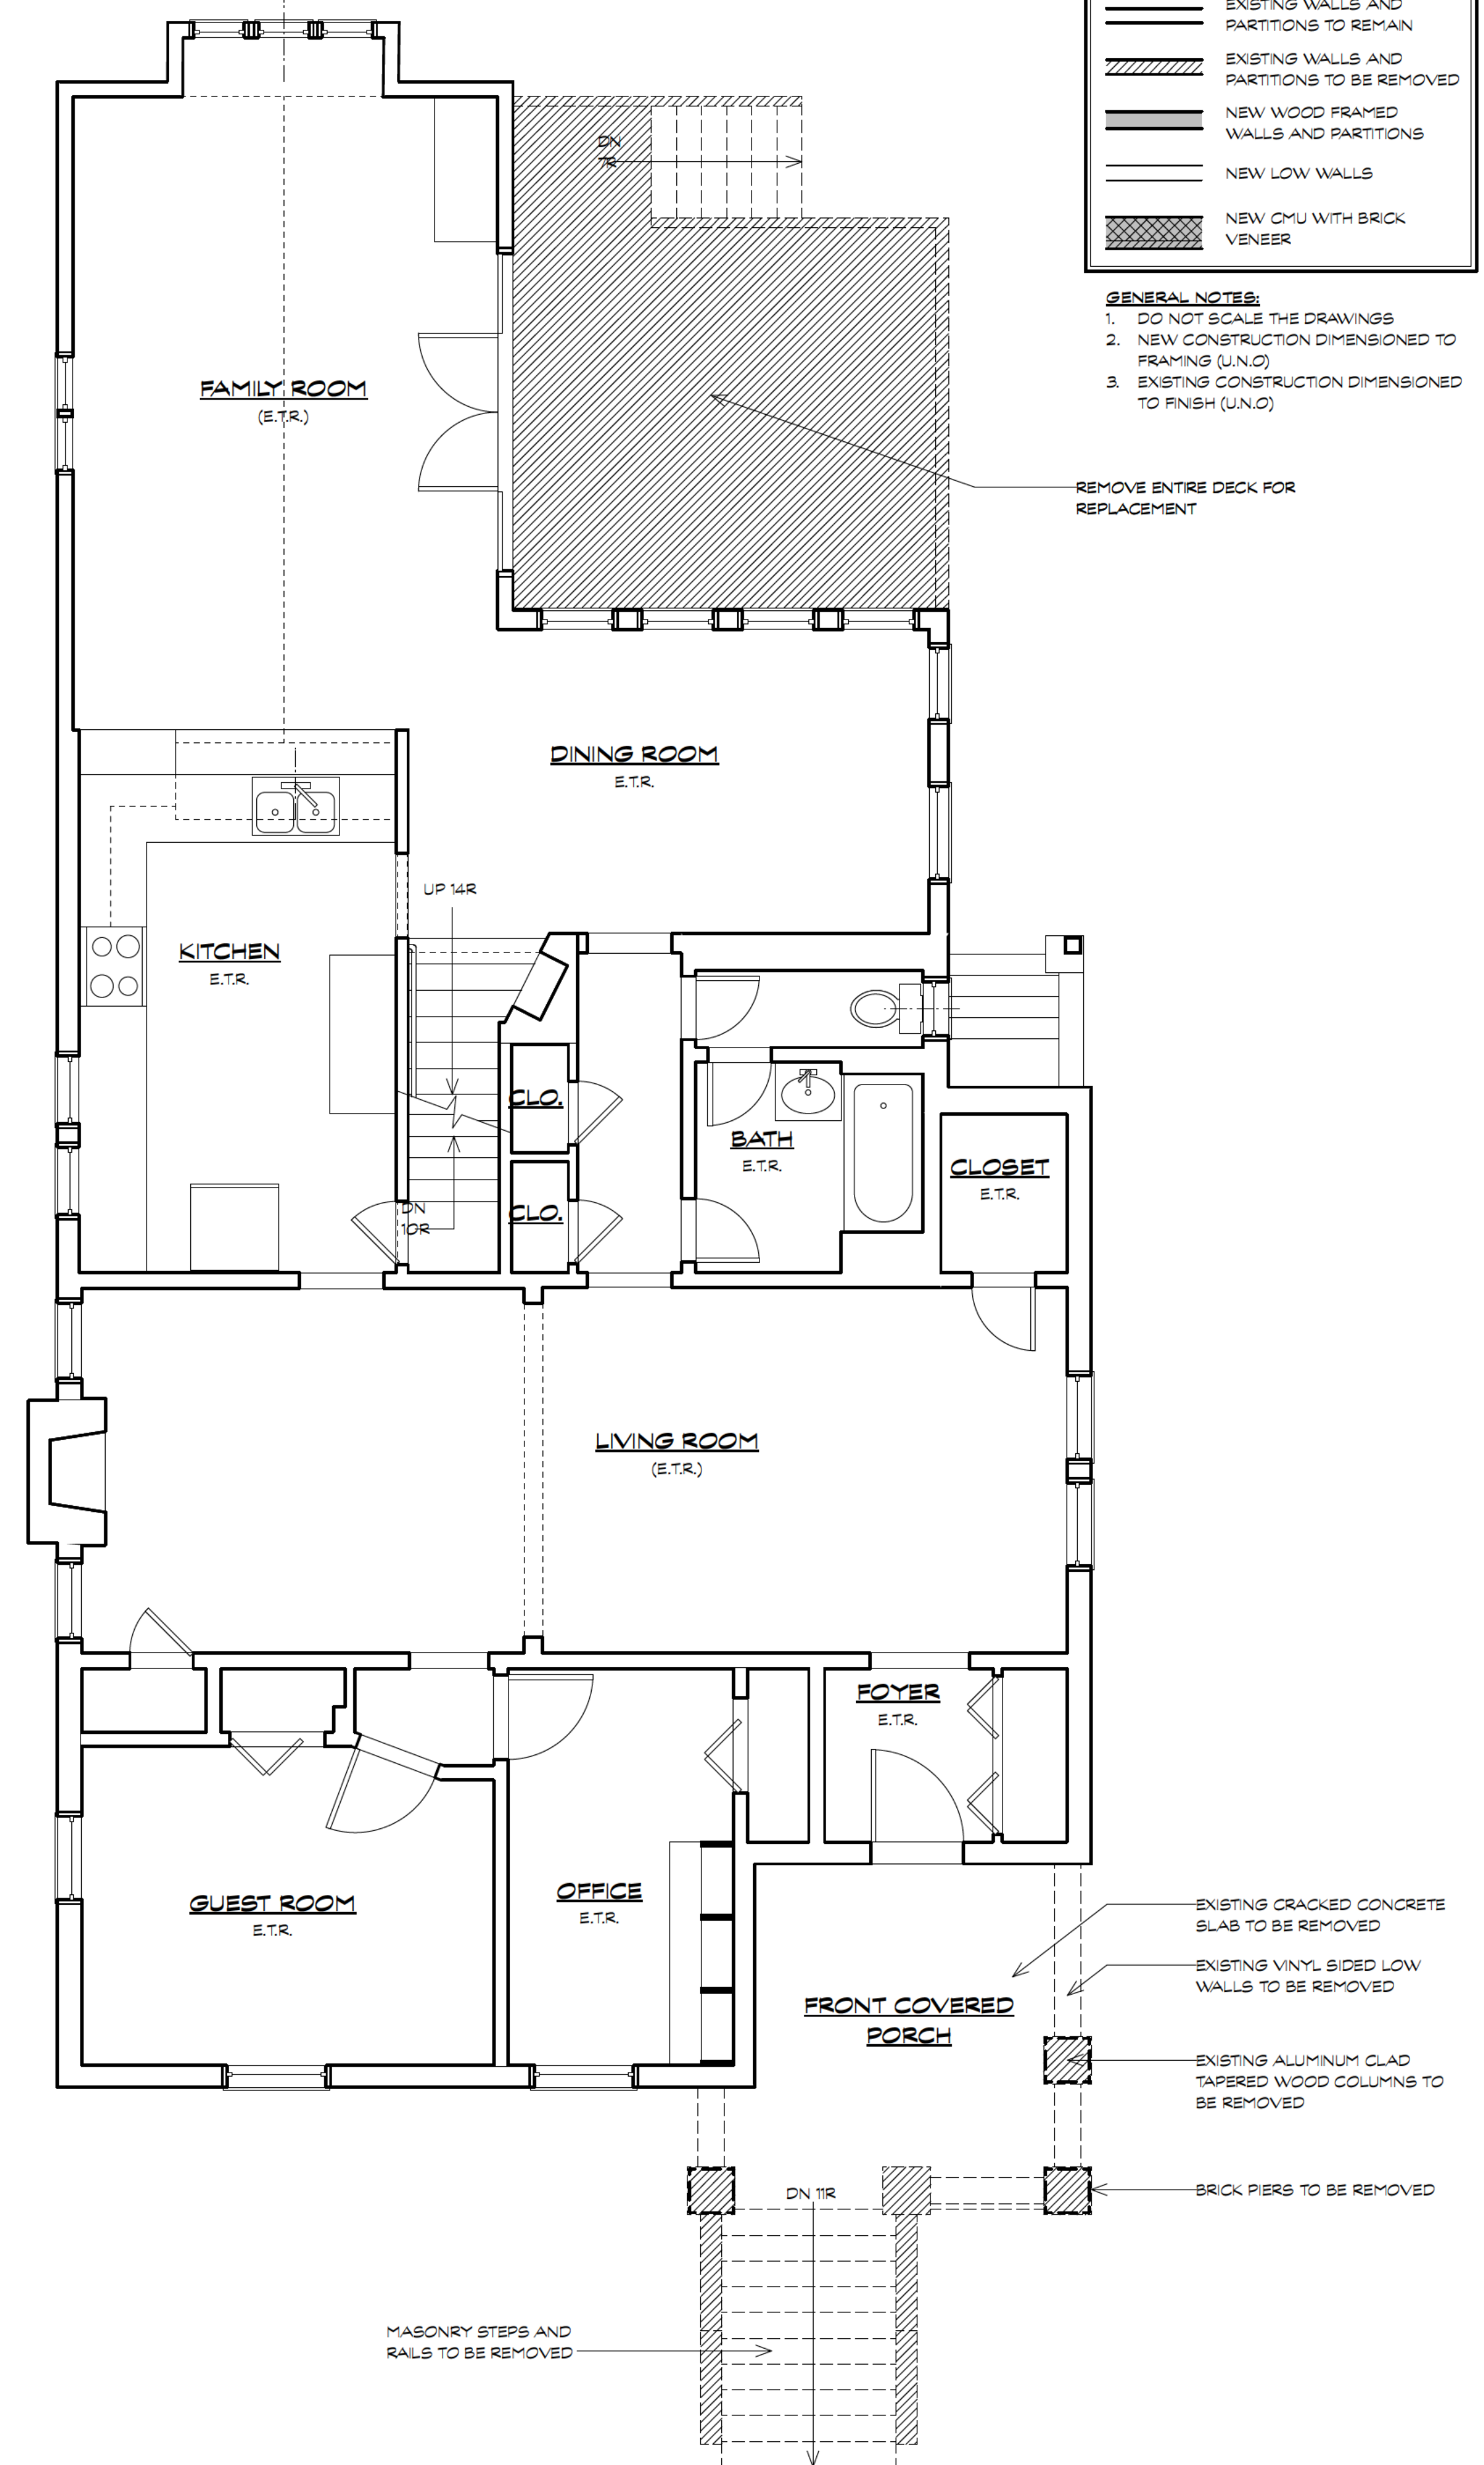 EXISTING WALLS AND
PARTITIONS TO REMAIN
EXISTING WALLS AND
PARTITIONS TO BE REMOVED
NEW WOOD FRAMED
WALLS AND PARTITIONS
NEW LOW WALLS
NEW CMU WITH BRICK
VENEER
GENERAL NOTES:
1. DO NOT SCALE THE DRAWINGS
2. NEW CONSTRUCTION DIMENSIONED TO
FRAMING (U.N.O)
3. EXISTING CONSTRUCTION DIMENSIONED
TO FINISH (U.N.O)
DN
7R
FAMILY ROOM
(E.T.R.)
REMOVE ENTIRE DECK FOR
REPLACEMENT
DINING ROOM
E.T.R.
UP 14R
KITCHEN
E.T.R.
CLO.
BATH
E.T.R.
CLOSET
E.T.R.
CLO.
DN
10R
LIVING ROOM
(E.T.R.)
FOYER
E.T.R.
GUEST ROOM
E.T.R.
OFFICE
E.T.R.
EXISTING CRACKED CONCRETE
SLAB TO BE REMOVED
EXISTING VINYL SIDED LOW
WALLS TO BE REMOVED
FRONT COVERED
PORCH
EXISTING ALUMINUM CLAD
TAPERED WOOD COLUMNS TO
BE REMOVED
DN 11R
BRICK PIERS TO BE REMOVED
MASONRY STEPS AND
RAILS TO BE REMOVED